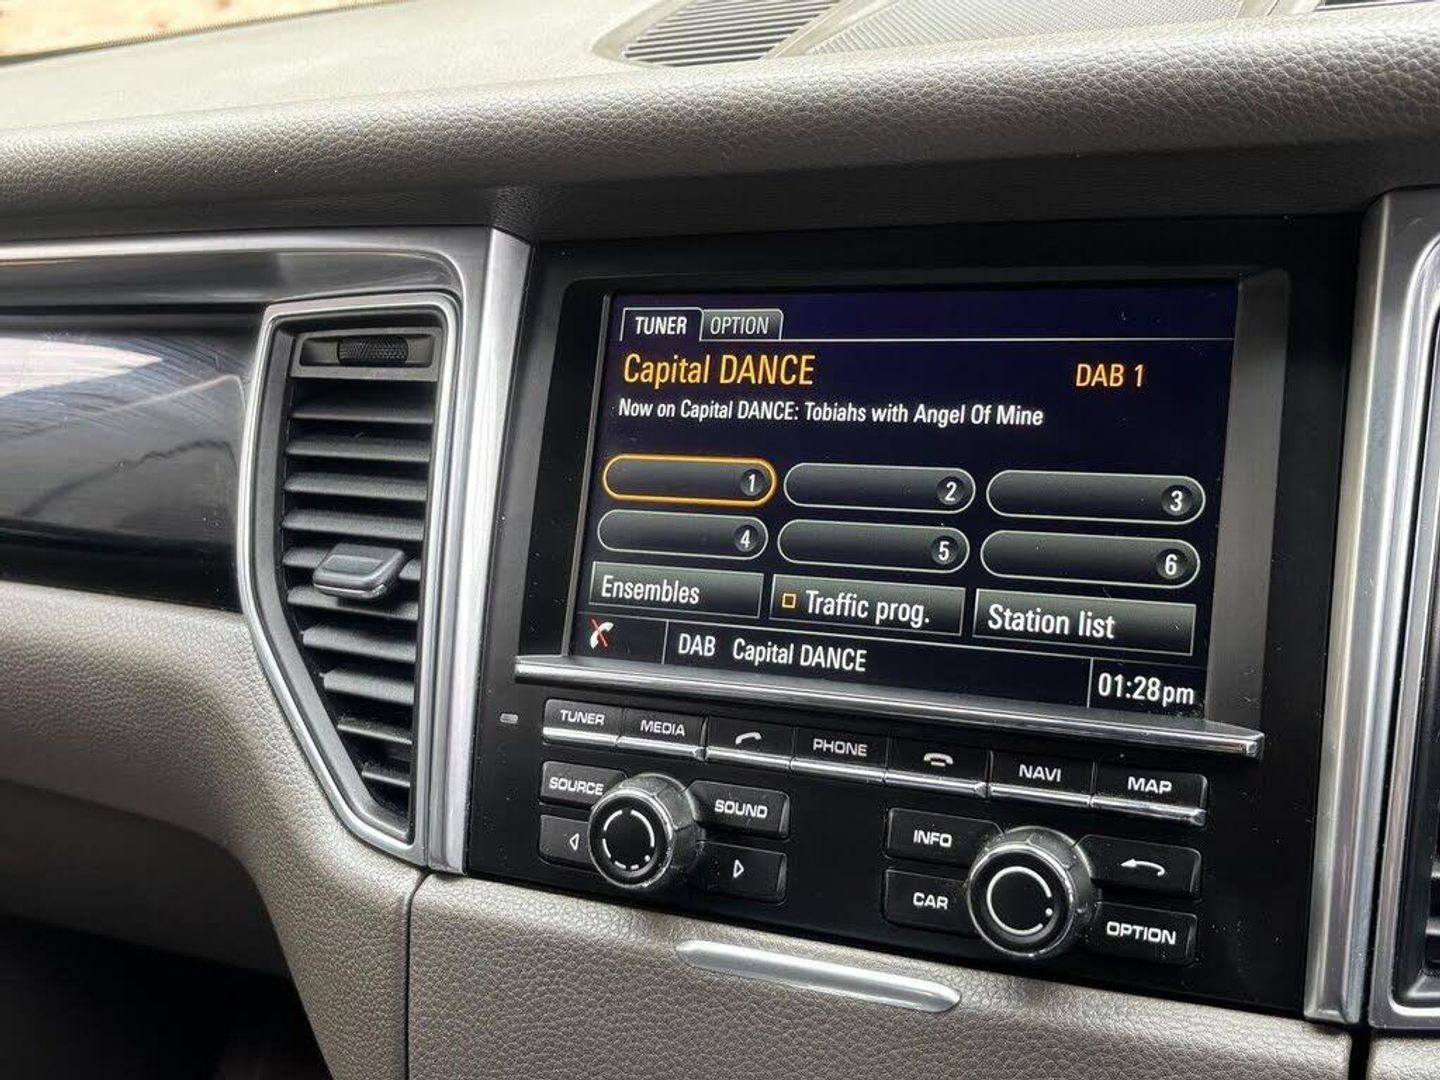 TUNER OPTION
Capital DANCE DAB 1
Now on Capital DANCE: Tobiahs with Angel Of Mine
1 2 3
4 5 6
Ensembles Traffic prog. Station list
DAB Capital DANCE 01:28pm
TUNER MEDIA PHONE NAVI MAP
SOURCE SOUND INFO
CAR OPTION